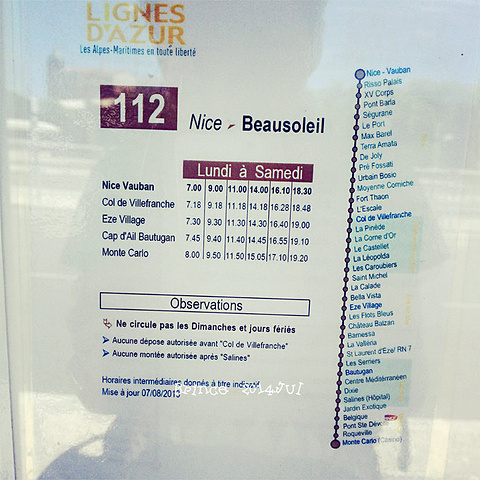 LIGNES
D'AZUR
Les Alpes-Maritimes en toute liberté
112 Nice - Beausoleil
Lundi à Samedi
Nice Vauban 7.00 9.00 11.00 14.00 16.10 18.30
Col de Villefranche 7.18 9.18 11.18 14.18 16.28 18.48
Eze Village 7.30 9.30 11.30 14.30 16.40 19.00
Cap d'Ail Bautugan 7.45 9.40 11.40 14.45 16.55 19.10
Monte Carlo 8.00 9.50 11.50 15.05 17.10 19.20
Observations
Ne circule pas les Dimanches et jours fériés
Aucune dépose autorisée avant "Col de Villefranche"
Aucune montée autorisée après "Salines"
Horaires intermédiaires donnés à titre indicatif
Mise à jour 07/08/2013
2014JUl
Nice - Vauban
Risso Palais
XV Corps
Pont Barla
Ségurane
Le Port
Max Barel
Terra Amata
De Joly
Pré Fossati
Urbain Bosio
Moyenne Corniche
Fort Thaon
L'Escale
Col de Villefranche
La Pinède
La Corne d'Or
Le Castellet
La Léopolda
Les Caroubiers
Saint Michel
La Calade
Bella Vista
Eze Village
Les Flots Bleus
Château Balzan
Barnessa
La Valléria
St Laurent d'Eze/ RN 7
Les Serriers
Bautugan
Centre Méditerranéen
Dixie
Salines (Hôpital)
Jardin Exotique
Belgique
Pont Ste Dévote
Roqueville
Monte Carlo (Casino)